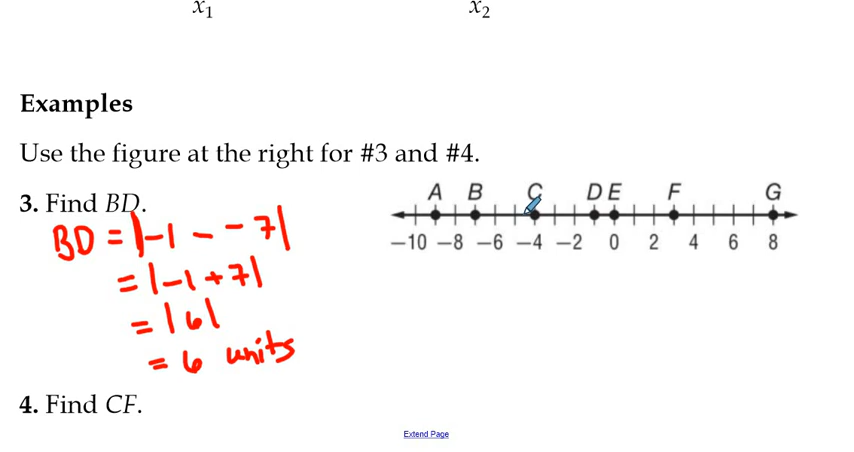 x₁ x₂
Examples
Use the figure at the right for #3 and #4.
3. Find BD.
BD = |-1 - -7|
= |-1 + 7|
= |6|
= 6 units
A B C D E F G
−10 −8 −6 −4 −2 0 2 4 6 8
4. Find CF.
Extend Page